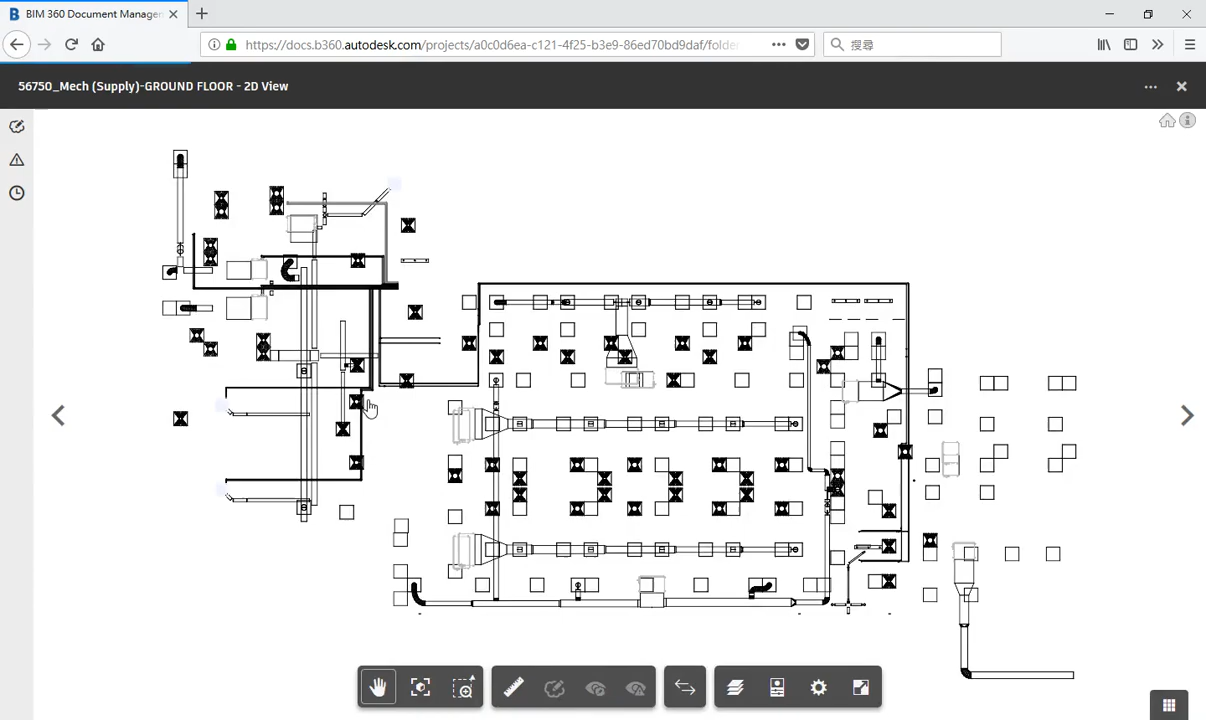 BIM 360 Document Managem
https://docs.b360.autodesk.com/projects/a0c0d6ea-c121-4f25-b3e9-86ed70bd9daf/folde
搜尋
56750_Mech (Supply)-GROUND FLOOR - 2D View